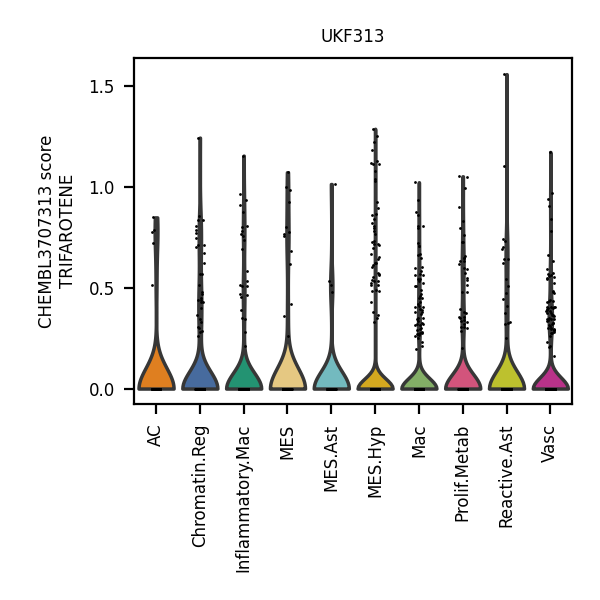 UKF313
CHEMBL3707313 score
TRIFAROTENE
1.5
1.0
0.5
0.0
AC
Chromatin.Reg
Inflammatory.Mac
MES
MES.Ast
MES.Hyp
Mac
Prolif.Metab
Reactive.Ast
Vasc